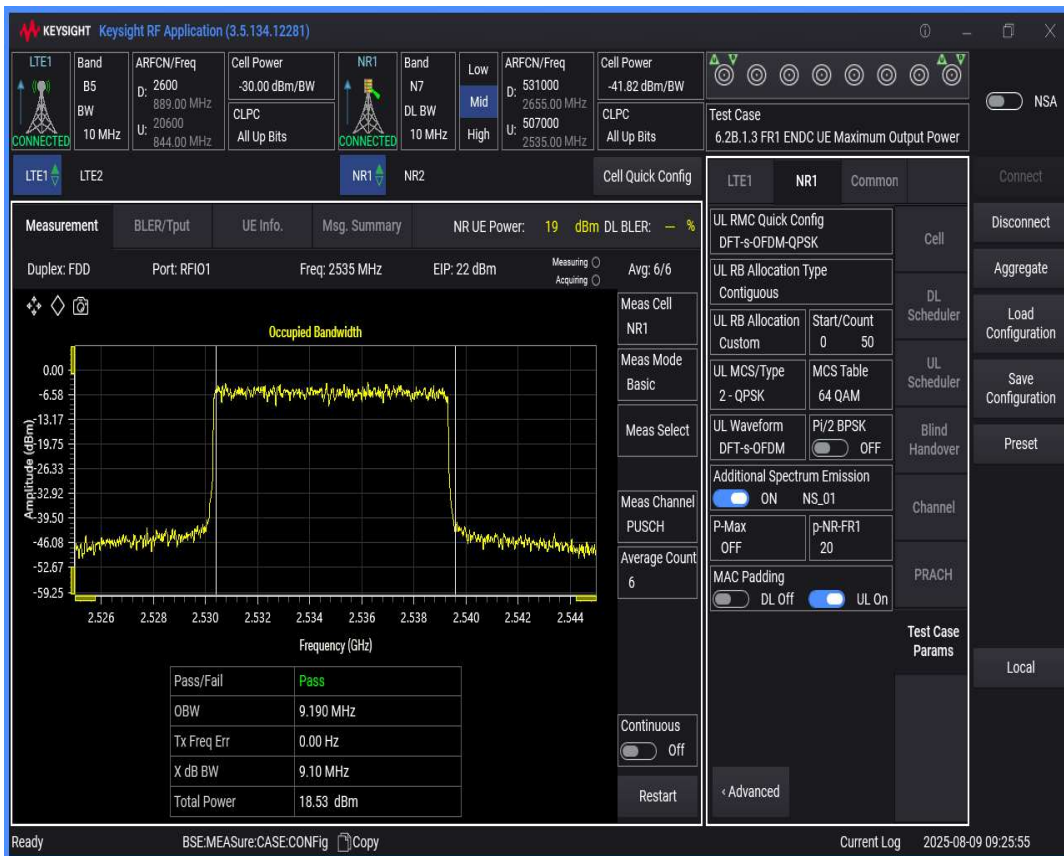 KEYSIGHT Keysight RF Application (3.5.134.12281)
LTE1
CONNECTED
Band
B5
BW
10 MHz
ARFCN/Freq
D: 2600
889.00 MHz
U: 20600
844.00 MHz
Cell Power
-30.00 dBm/BW
CLPC
All Up Bits
NR1
CONNECTED
Band
N7
DL BW
10 MHz
Low
Mid
High
ARFCN/Freq
D: 531000
2655.00 MHz
U: 507000
2535.00 MHz
Cell Power
-41.82 dBm/BW
CLPC
All Up Bits
Test Case
6.2B.1.3 FR1 ENDC UE Maximum Output Power
NSA
LTE1 LTE2 NR1 NR2 Cell Quick Config
Measurement BLER/Tput UE Info. Msg. Summary NR UE Power: 19 dBm DL BLER: — %
Duplex: FDD Port: RFIO1 Freq: 2535 MHz EIP: 22 dBm Measuring Acquiring Avg: 6/6
Occupied Bandwidth
Amplitude (dBm)
0.00
-6.58
-13.17
-19.75
-26.33
-32.92
-39.50
-46.08
-52.67
-59.25
2.526 2.528 2.530 2.532 2.534 2.536 2.538 2.540 2.542 2.544
Frequency (GHz)
Pass/Fail Pass
OBW 9.190 MHz
Tx Freq Err 0.00 Hz
X dB BW 9.10 MHz
Total Power 18.53 dBm
Meas Cell
NR1
Meas Mode
Basic
Meas Select
Meas Channel
PUSCH
Average Count
6
Continuous
Off
Restart
LTE1 NR1 Common
UL RMC Quick Config
DFT-s-OFDM-QPSK
UL RB Allocation Type
Contiguous
UL RB Allocation Start/Count
Custom 0 50
UL MCS/Type MCS Table
2 - QPSK 64 QAM
UL Waveform Pi/2 BPSK
DFT-s-OFDM OFF
Additional Spectrum Emission
ON NS_01
P-Max p-NR-FR1
OFF 20
MAC Padding
DL Off UL On
‹ Advanced
Cell
DL
Scheduler
UL
Scheduler
Blind
Handover
Channel
PRACH
Test Case
Params
Connect
Disconnect
Aggregate
Load
Configuration
Save
Configuration
Preset
Local
Ready BSE:MEASure:CASE:CONFig Copy Current Log 2025-08-09 09:25:55